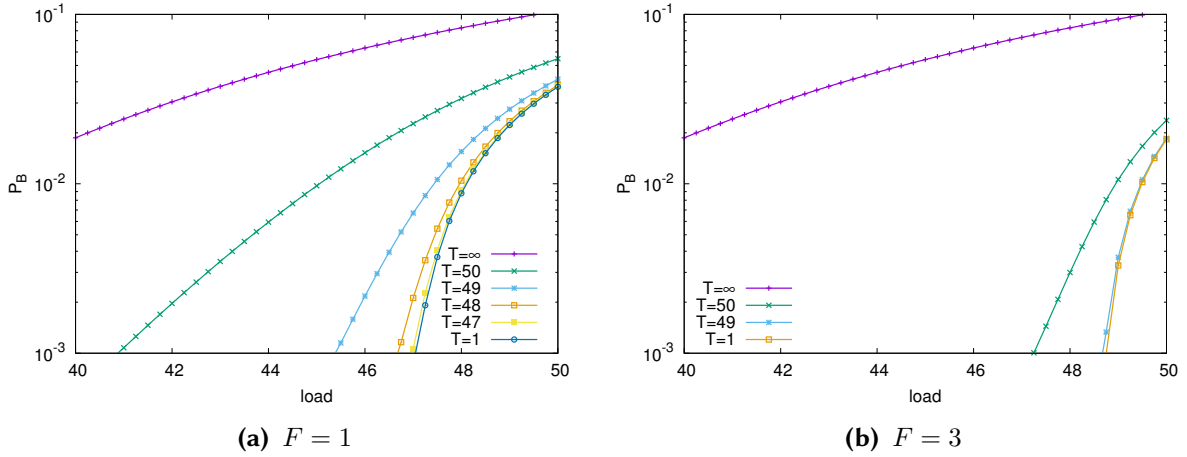 10⁻¹
10⁻²
10⁻³
P_B
T=∞
T=50
T=49
T=48
T=47
T=1
40 42 44 46 48 50
load
(a) F = 1
10⁻¹
10⁻²
10⁻³
P_B
T=∞
T=50
T=49
T=1
40 42 44 46 48 50
load
(b) F = 3